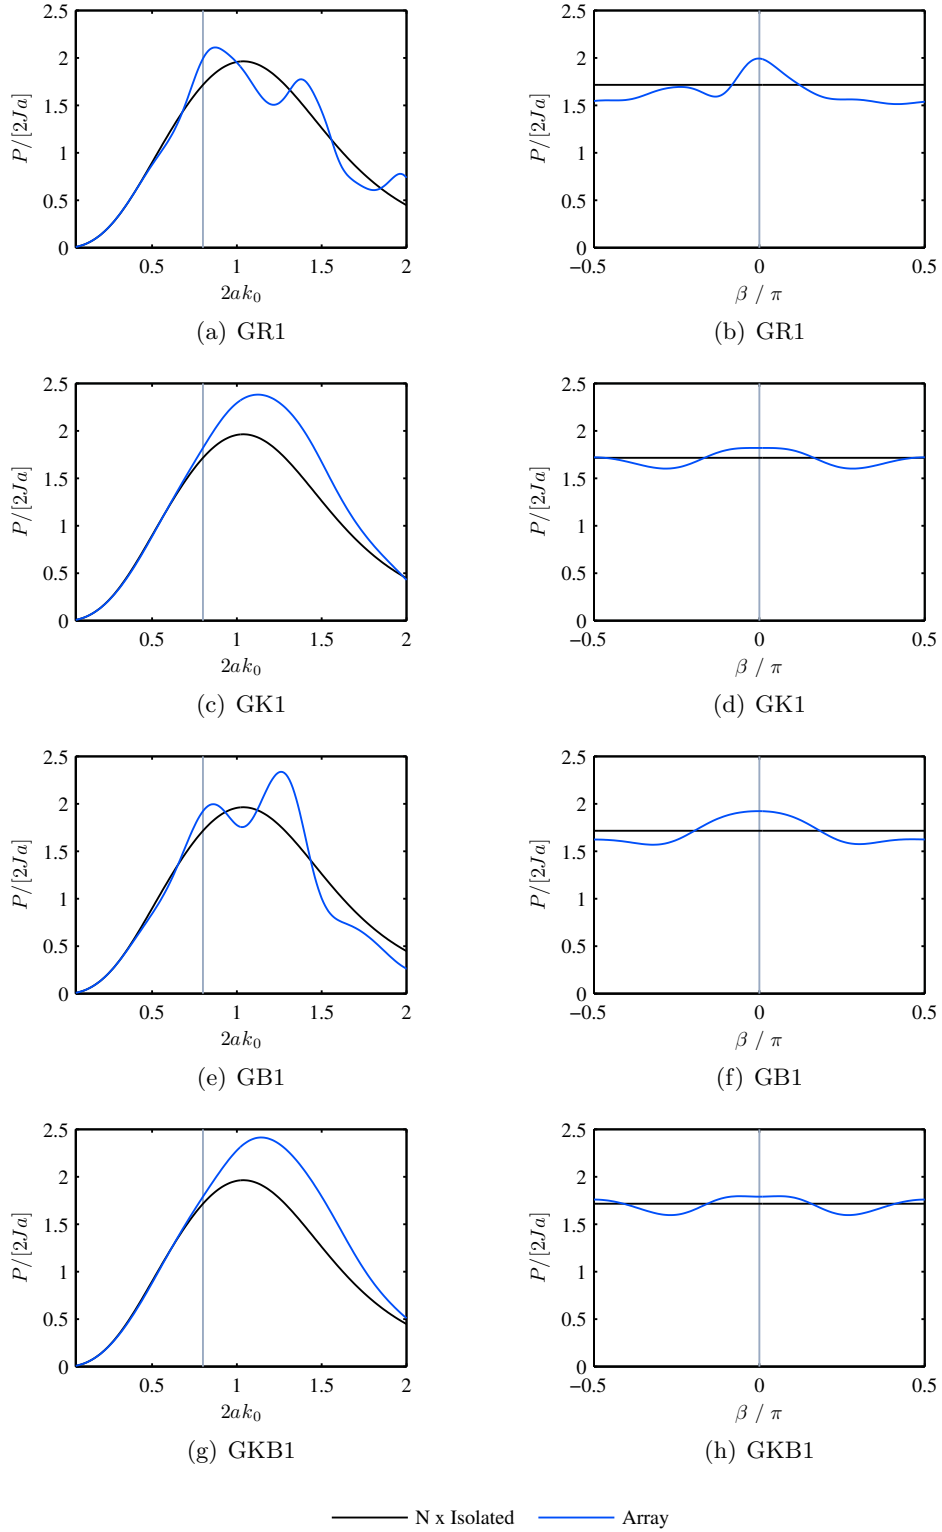 2.5
2
1.5
1
0.5
0
P/[2Ja]
0.5
1
1.5
2
2ak₀
(a) GR1
2.5
2
1.5
1
0.5
0
P/[2Ja]
−0.5
0
0.5
β / π
(b) GR1
2.5
2
1.5
1
0.5
0
P/[2Ja]
0.5
1
1.5
2
2ak₀
(c) GK1
2.5
2
1.5
1
0.5
0
P/[2Ja]
−0.5
0
0.5
β / π
(d) GK1
2.5
2
1.5
1
0.5
0
P/[2Ja]
0.5
1
1.5
2
2ak₀
(e) GB1
2.5
2
1.5
1
0.5
0
P/[2Ja]
−0.5
0
0.5
β / π
(f) GB1
2.5
2
1.5
1
0.5
0
P/[2Ja]
0.5
1
1.5
2
2ak₀
(g) GKB1
2.5
2
1.5
1
0.5
0
P/[2Ja]
−0.5
0
0.5
β / π
(h) GKB1
N x Isolated
Array